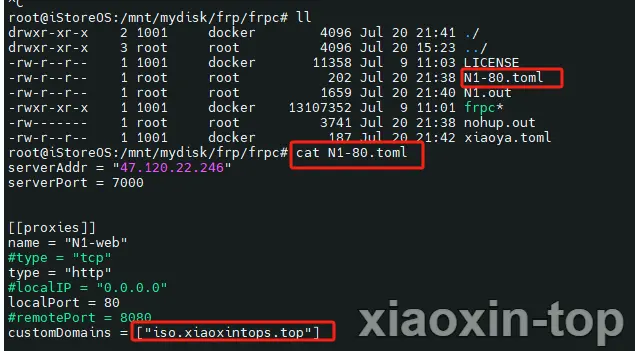 ^C
root@iStoreOS:/mnt/mydisk/frp/frpc# ll
drwxr-xr-x 2 1001 docker 4096 Jul 20 21:41 ./
drwxr-xr-x 3 root root 4096 Jul 20 15:23 ../
-rw-r--r-- 1 1001 docker 11358 Jul 9 11:03 LICENSE
-rw-r--r-- 1 root root 202 Jul 20 21:38 N1-80.toml
-rw-r--r-- 1 root root 1659 Jul 20 21:40 N1.out
-rwxr-xr-x 1 1001 docker 13107352 Jul 9 11:01 frpc*
-rw------- 1 root root 3741 Jul 20 21:38 nohup.out
-rw-r--r-- 1 1001 docker 187 Jul 20 21:42 xiaoya.toml
root@iStoreOS:/mnt/mydisk/frp/frpc# cat N1-80.toml
serverAddr = "47.120.22.246"
serverPort = 7000
[[proxies]]
name = "N1-web"
#type = "tcp"
type = "http"
#localIP = "0.0.0.0"
localPort = 80
#remotePort = 8080
customDomains = ["iso.xiaoxintops.top"]
xiaoxin-top